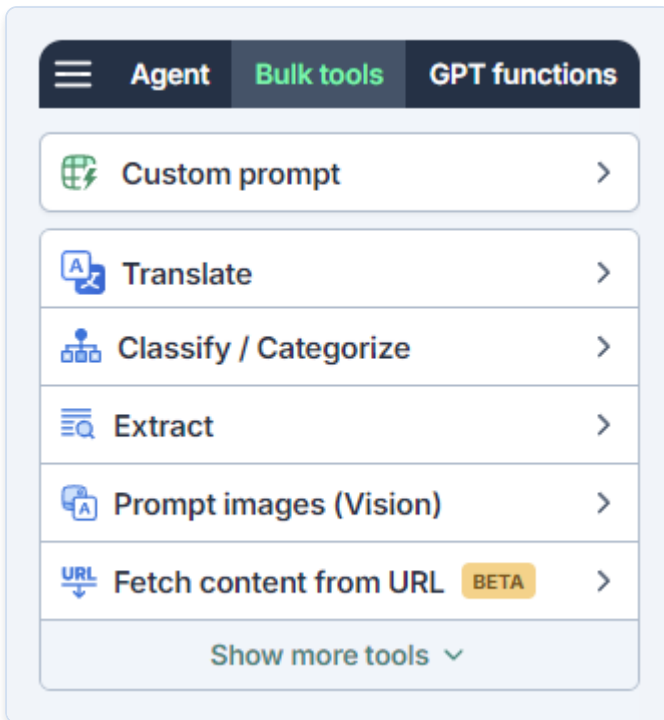 Agent Bulk tools GPT functions
Custom prompt
Translate
Classify / Categorize
Extract
Prompt images (Vision)
URL Fetch content from URL BETA
Show more tools